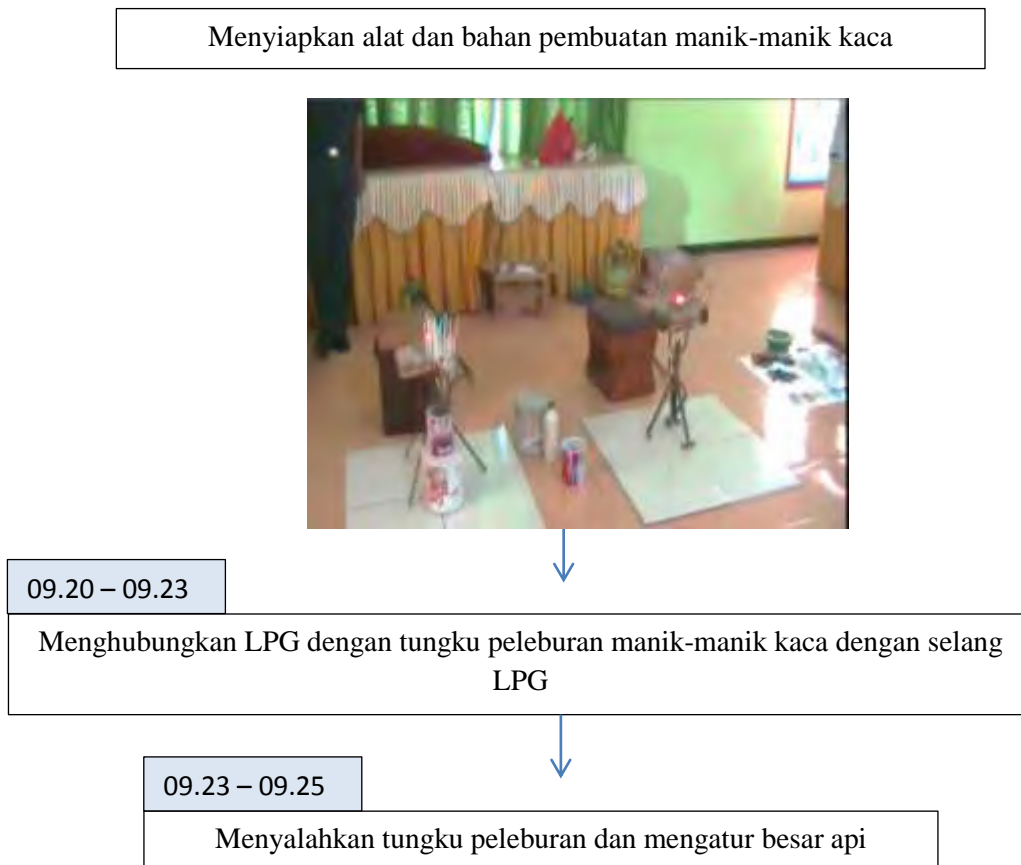 Menyiapkan alat dan bahan pembuatan manik-manik kaca
09.20 – 09.23
Menghubungkan LPG dengan tungku peleburan manik-manik kaca dengan selang
LPG
09.23 – 09.25
Menyalahkan tungku peleburan dan mengatur besar api